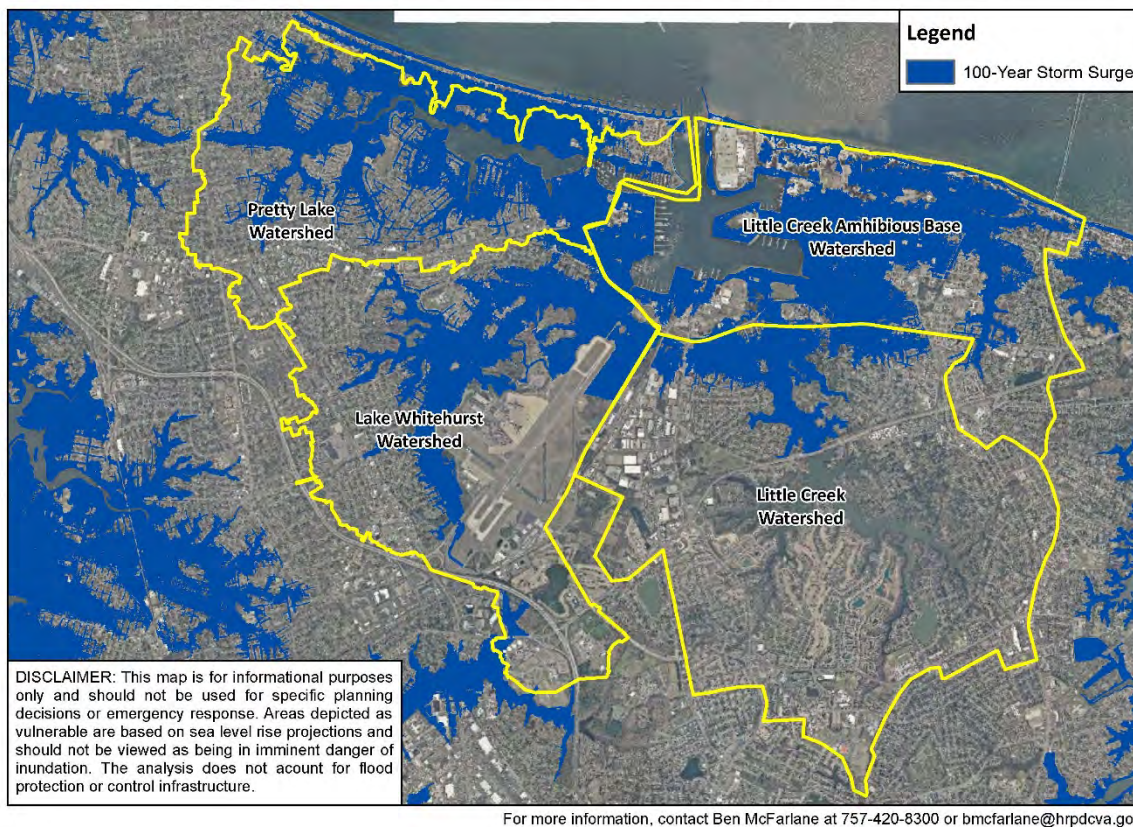 Legend
100-Year Storm Surge
Pretty Lake
Watershed
Little Creek Amhibious Base
Watershed
Lake Whitehurst
Watershed
Little Creek
Watershed
DISCLAIMER: This map is for informational purposes
only and should not be used for specific planning
decisions or emergency response. Areas depicted as
vulnerable are based on sea level rise projections and
should not be viewed as being in imminent danger of
inundation. The analysis does not acount for flood
protection or control infrastructure.
For more information, contact Ben McFarlane at 757-420-8300 or bmcfarlane@hrpdcva.go